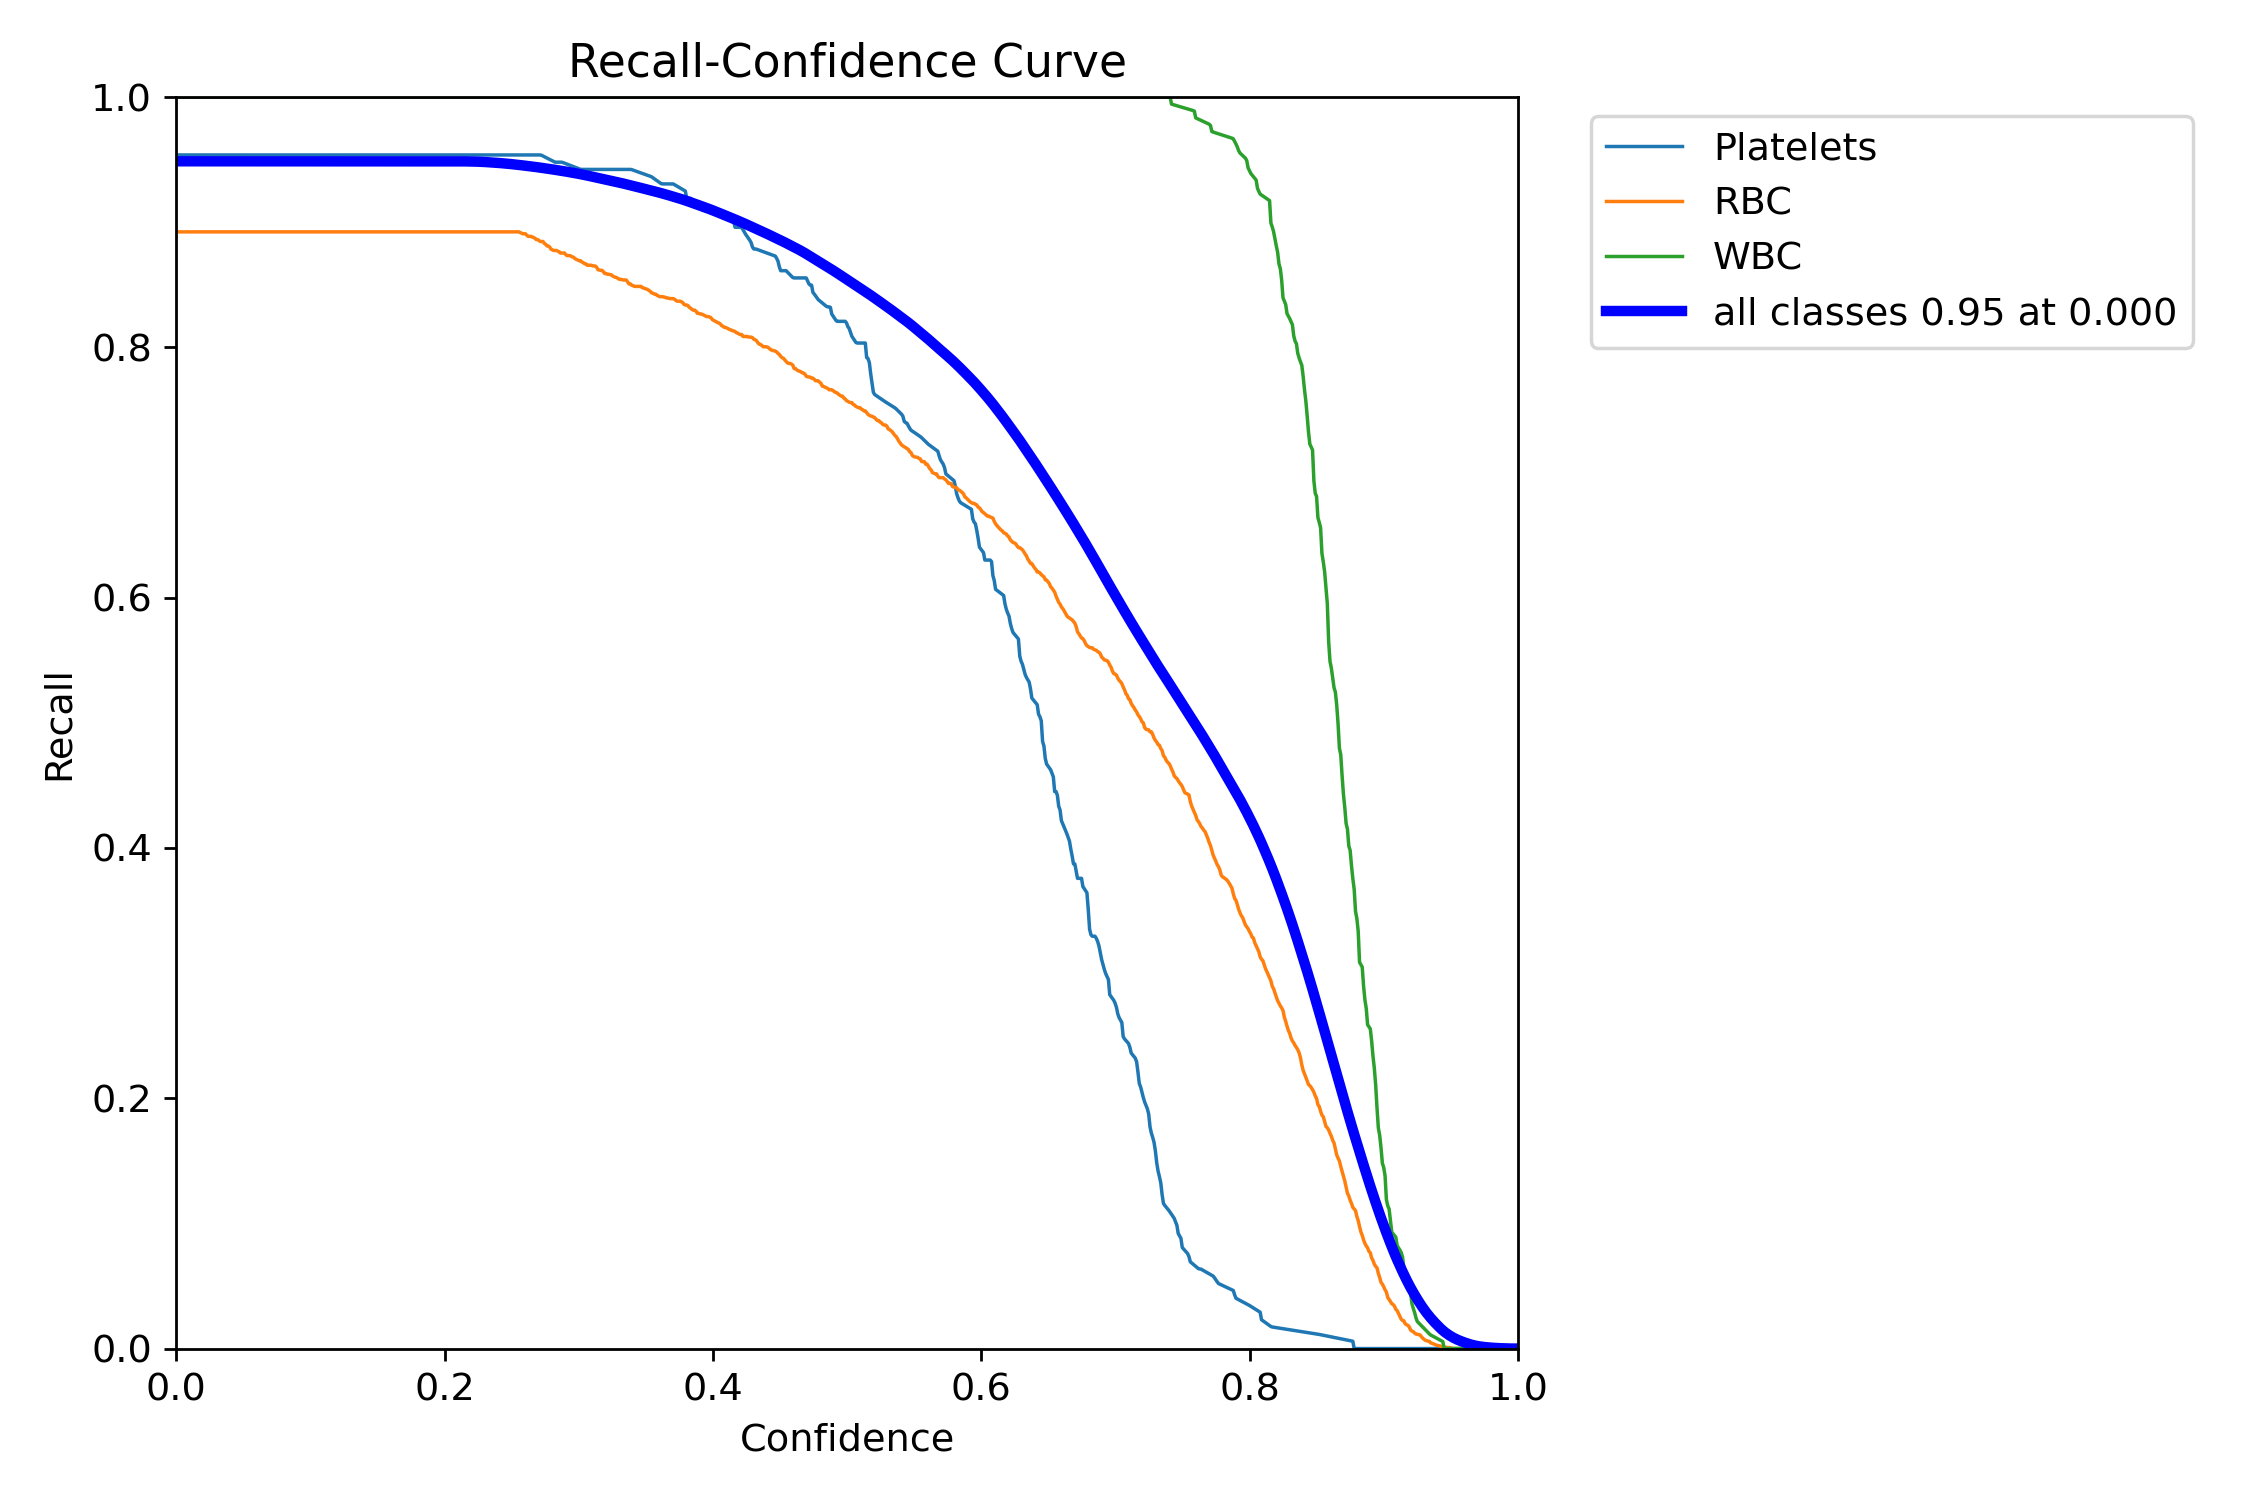 Recall-Confidence Curve
1.0
0.8
0.6
0.4
0.2
0.0
Recall
0.0 0.2 0.4 0.6 0.8 1.0
Confidence
Platelets
RBC
WBC
all classes 0.95 at 0.000